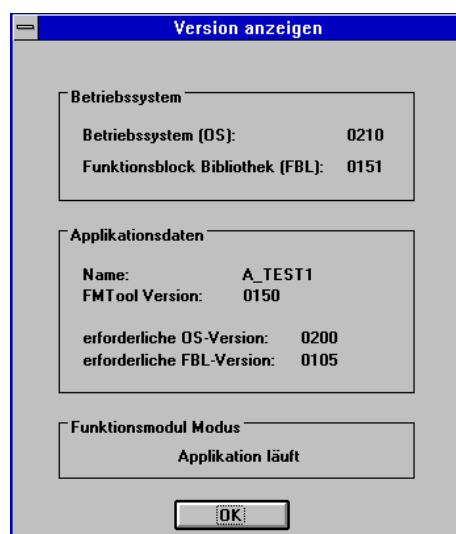 Version anzeigen
Betriebssystem
Betriebssystem (OS): 0210
Funktionsblock Bibliothek (FBL): 0151
Applikationsdaten
Name: A_TEST1
FMTool Version: 0150
erforderliche OS-Version: 0200
erforderliche FBL-Version: 0105
Funktionsmodul Modus
Applikation läuft
OK